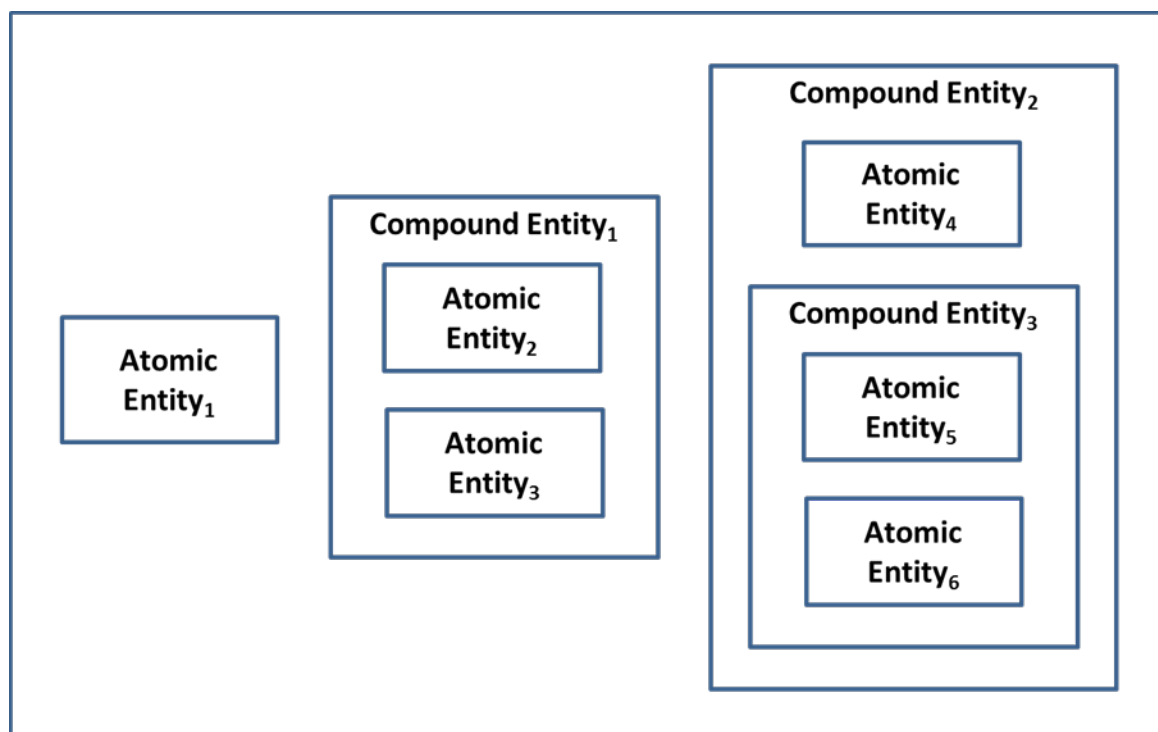 Atomic
Entity₁
Compound Entity₁
Atomic
Entity₂
Atomic
Entity₃
Compound Entity₂
Atomic
Entity₄
Compound Entity₃
Atomic
Entity₅
Atomic
Entity₆